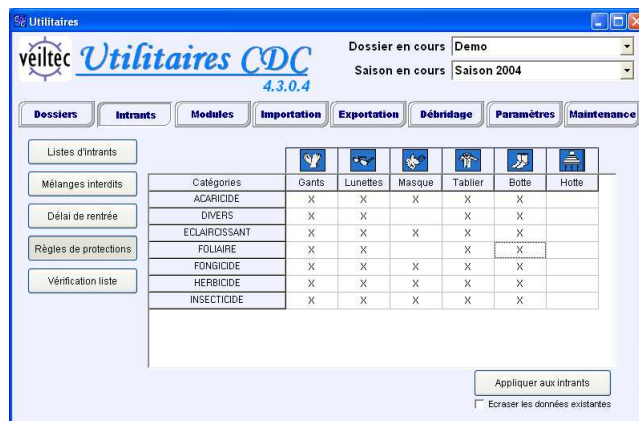 Utilitaires
veiltec Utilitaires CDC
4.3.0.4
Dossier en cours Demo
Saison en cours Saison 2004
Dossiers Intrants Modules Importation Exportation Débridage Paramètres Maintenance
Listes d'intrants
Mélanges interdits
Délai de rentrée
Règles de protections
Vérification liste
Catégories Gants Lunettes Masque Tablier Botte Hotte
ACARICIDE X X X X X
DIVERS X X X X
ECLAIRCISSANT X X X X X
FOLIAIRE X X X X
FONGICIDE X X X X X
HERBICIDE X X X X X
INSECTICIDE X X X X X
Appliquer aux intrants
Ecraser les données existantes